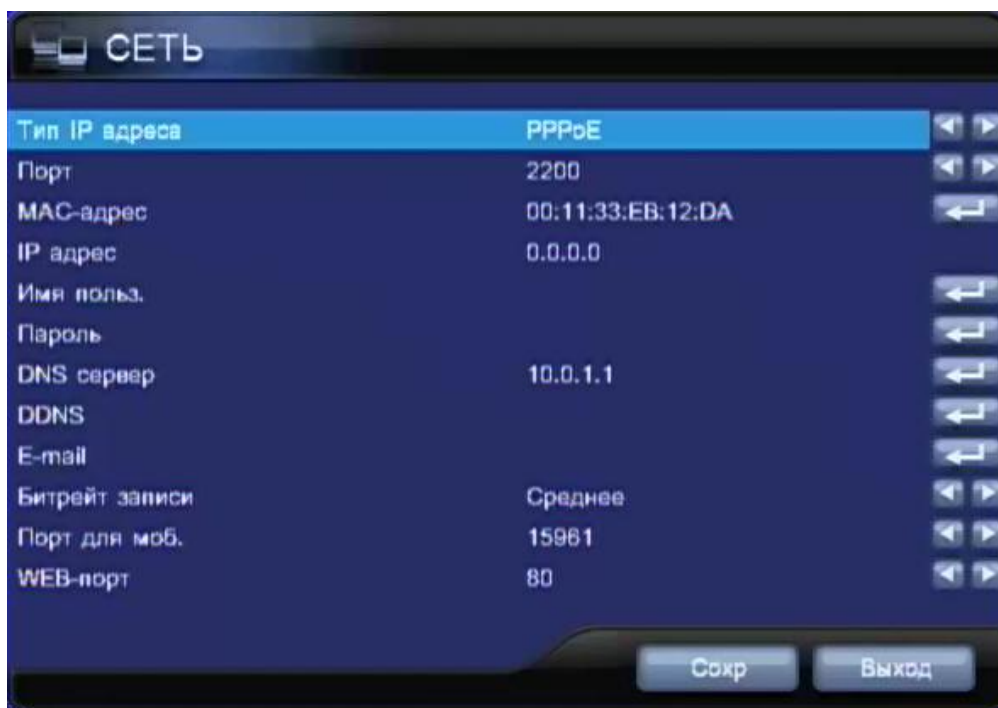 СЕТЬ
Тип IP адреса PPPoE
Порт 2200
MAC-адрес 00:11:33:EB:12:DA
IP адрес 0.0.0.0
Имя польз.
Пароль
DNS сервер 10.0.1.1
DDNS
E-mail
Битрейт записи Среднее
Порт для моб. 15961
WEB-порт 80
Сохр Выход